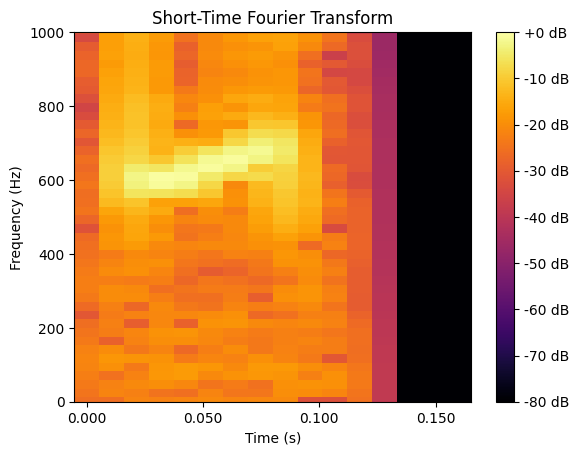 Short-Time Fourier Transform
1000
800
600
400
200
0
Frequency (Hz)
0.000
0.050
0.100
0.150
Time (s)
+0 dB
-10 dB
-20 dB
-30 dB
-40 dB
-50 dB
-60 dB
-70 dB
-80 dB